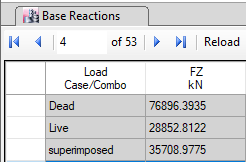 Base Reactions
4 of 53 Reload
Load Case/Combo FZ kN
Dead 76896.3935
Live 28852.8122
superimposed 35708.9775